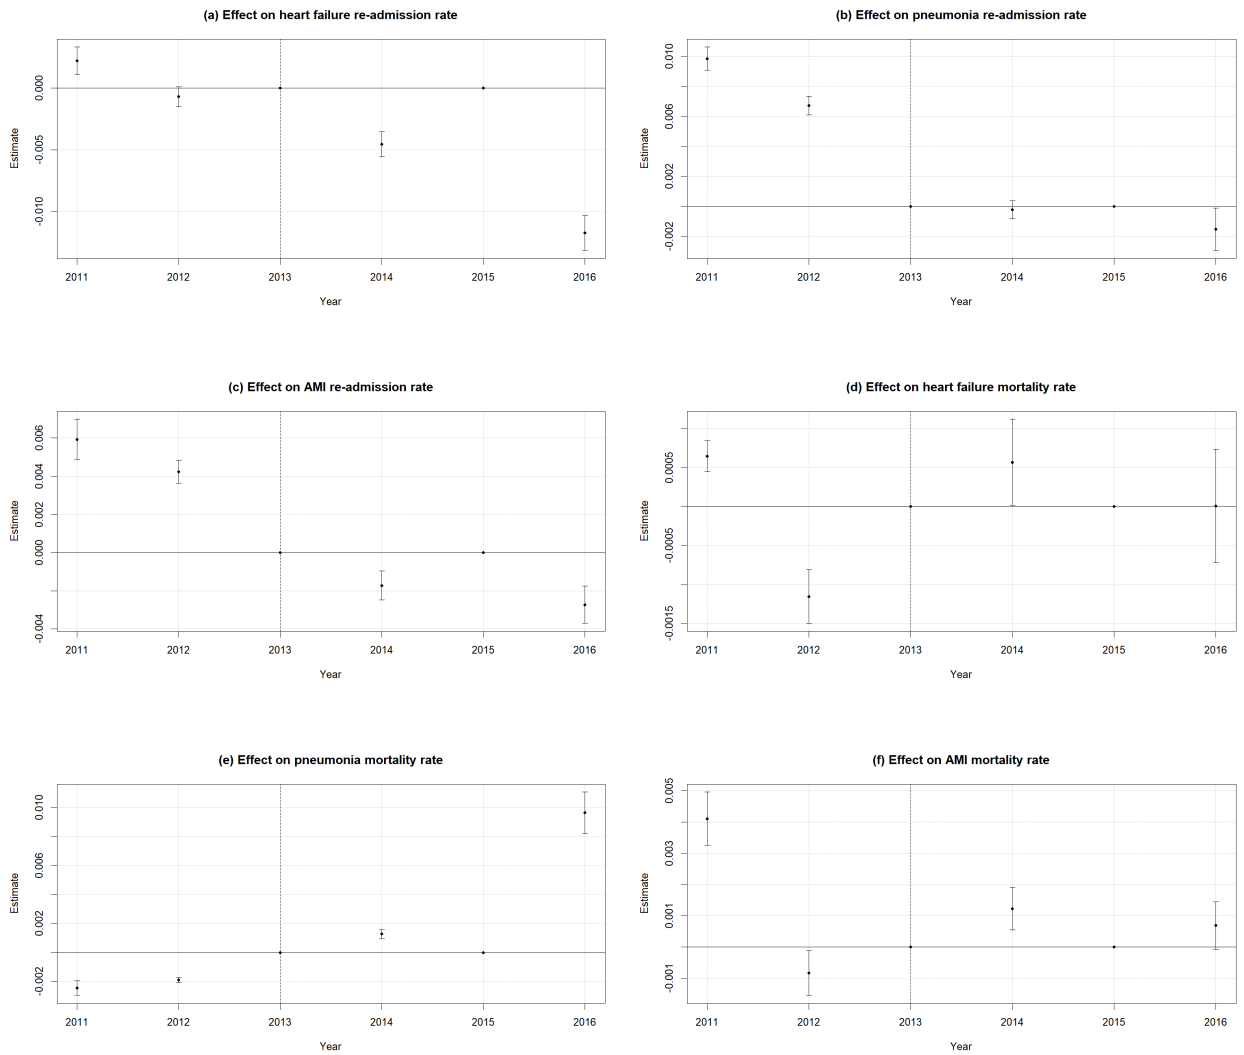 (a) Effect on heart failure re-admission rate
Estimate
0.000
-0.005
-0.010
2011 2012 2013 2014 2015 2016
Year
(b) Effect on pneumonia re-admission rate
Estimate
0.010
0.006
0.002
-0.002
2011 2012 2013 2014 2015 2016
Year
(c) Effect on AMI re-admission rate
Estimate
0.006
0.004
0.002
0.000
-0.004
2011 2012 2013 2014 2015 2016
Year
(d) Effect on heart failure mortality rate
Estimate
0.0005
-0.0005
-0.0015
2011 2012 2013 2014 2015 2016
Year
(e) Effect on pneumonia mortality rate
Estimate
0.010
0.006
0.002
-0.002
2011 2012 2013 2014 2015 2016
Year
(f) Effect on AMI mortality rate
Estimate
0.005
0.003
0.001
-0.001
2011 2012 2013 2014 2015 2016
Year